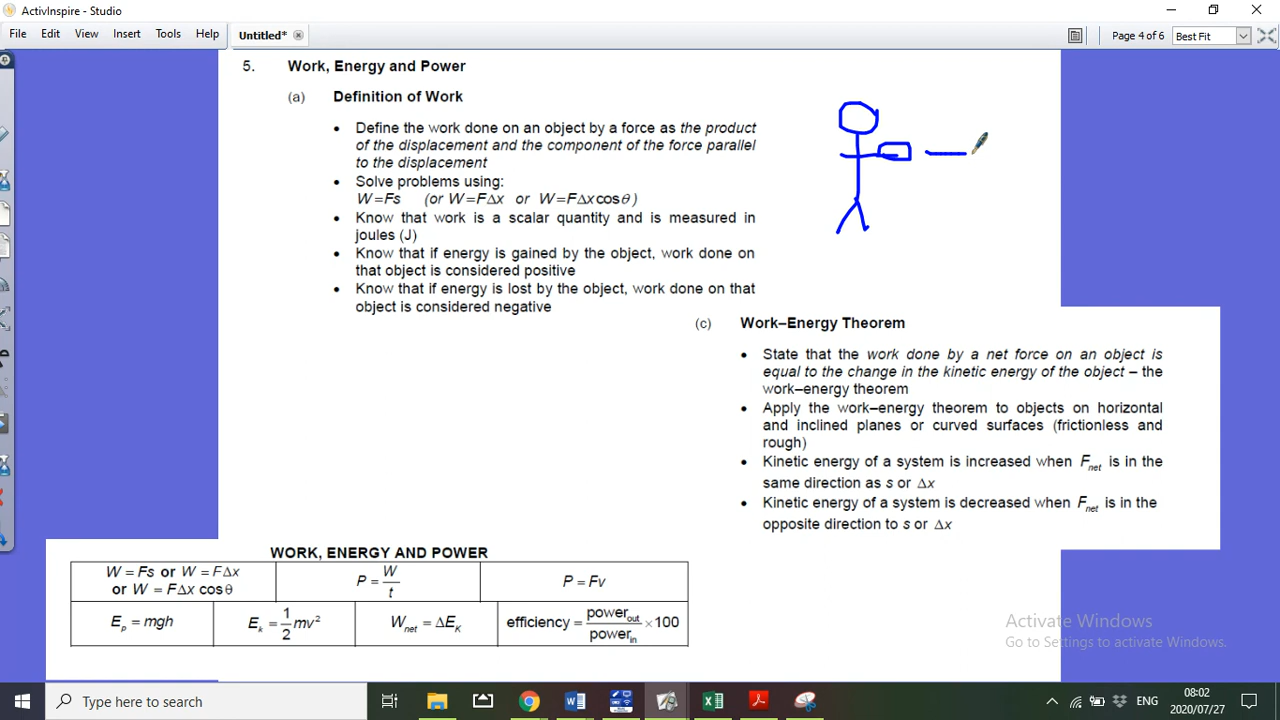 ActivInspire - Studio
File Edit View Insert Tools Help Untitled* Page 4 of 6 Best Fit
5. Work, Energy and Power
(a) Definition of Work
• Define the work done on an object by a force as the product
of the displacement and the component of the force parallel
to the displacement
• Solve problems using:
W = Fs (or W = FΔx or W = FΔx cos θ )
• Know that work is a scalar quantity and is measured in
joules (J)
• Know that if energy is gained by the object, work done on
that object is considered positive
• Know that if energy is lost by the object, work done on that
object is considered negative
(c) Work–Energy Theorem
• State that the work done by a net force on an object is
equal to the change in the kinetic energy of the object – the
work–energy theorem
• Apply the work–energy theorem to objects on horizontal
and inclined planes or curved surfaces (frictionless and
rough)
• Kinetic energy of a system is increased when Fnet is in the
same direction as s or Δx
• Kinetic energy of a system is decreased when Fnet is in the
opposite direction to s or Δx
WORK, ENERGY AND POWER
W = Fs or W = FΔx
or W = FΔx cos θ
P = W/t
P = Fv
Ep = mgh
Ek = 1/2 mv²
Wnet = ΔEK
efficiency = powerout/powerin × 100
Activate Windows
Go to Settings to activate Windows.
Type here to search
ENG
08:02
2020/07/27